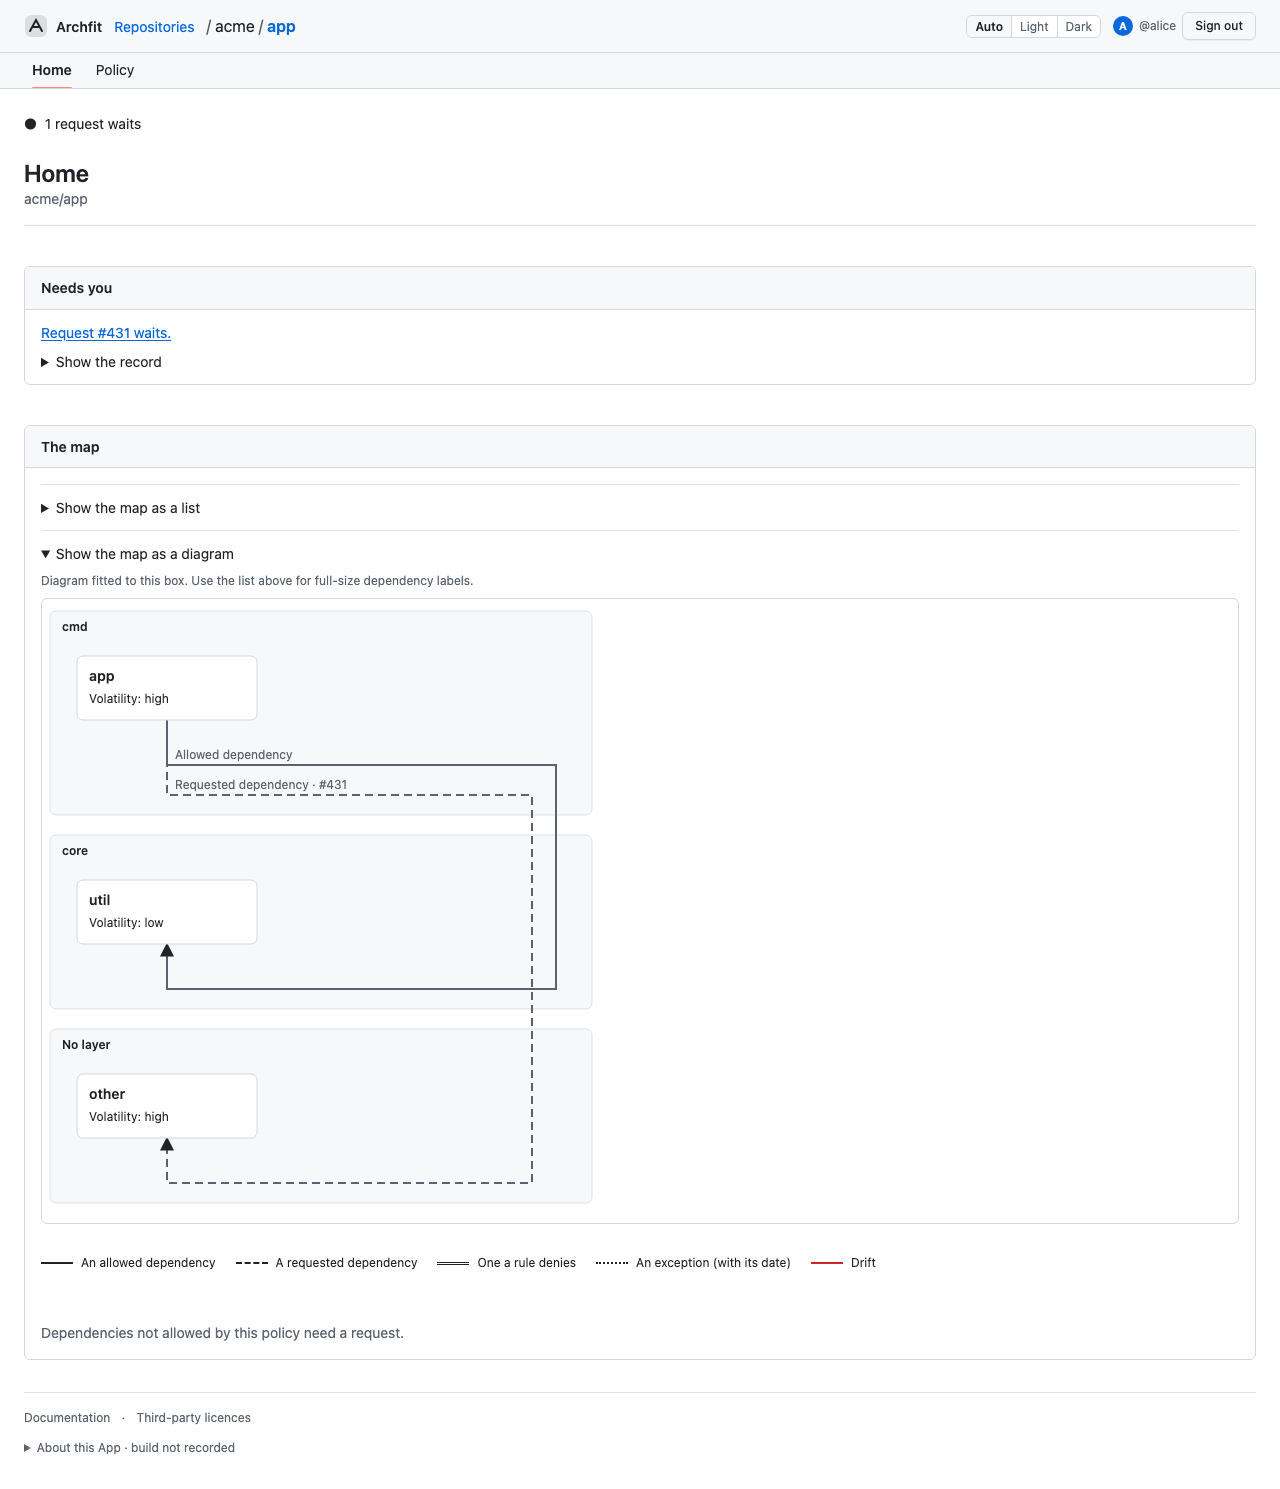 Archfit Repositories / acme / app Auto Light Dark A @alice Sign out
Home Policy
1 request waits
Home
acme/app
Needs you
Request #431 waits.
Show the record
The map
Show the map as a list
Show the map as a diagram
Diagram fitted to this box. Use the list above for full-size dependency labels.
cmd
app
Volatility: high
Allowed dependency
Requested dependency · #431
core
util
Volatility: low
No layer
other
Volatility: high
An allowed dependency A requested dependency One a rule denies An exception (with its date) Drift
Dependencies not allowed by this policy need a request.
Documentation · Third-party licences
About this App · build not recorded